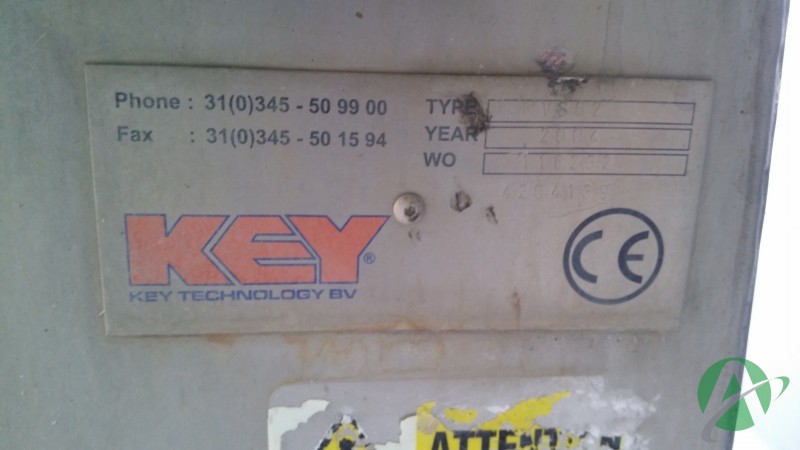 Phone : 31(0)345 - 50 99 00
Fax : 31(0)345 - 50 15 94
TYPE
YEAR 2004
WO
KEY®
KEY TECHNOLOGY BV
CE